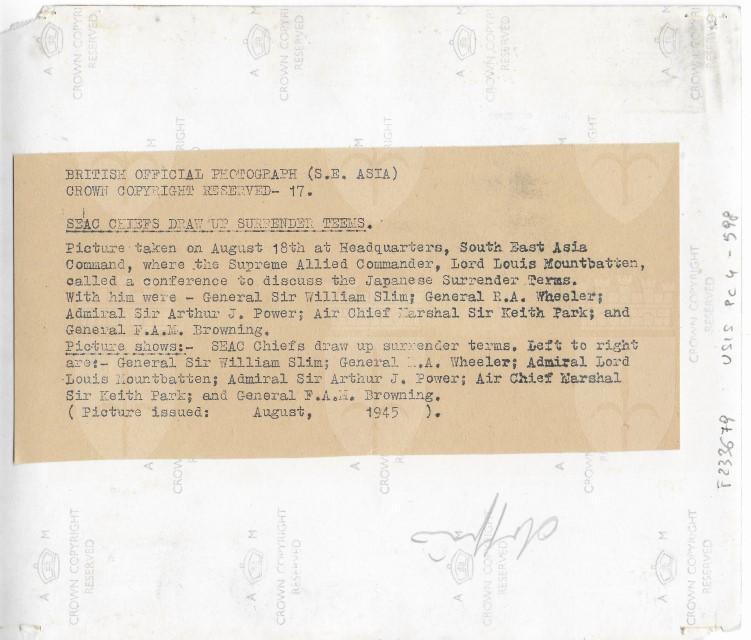 BRITISH OFFICIAL PHOTOGRAPH (S.E. ASIA)
CROWN COPYRIGHT RESERVED- 17.
SEAC CHIEFS DRAW UP SURRENDER TEEMS.
Picture taken on August 18th at Headquarters, South East Asia
Command, where the Supreme Allied Commander, Lord Louis Mountbatten,
called a conference to discuss the Japanese Surrender Terms.
With him were - General Sir William Slim; General R.A. Wheeler;
Admiral Sir Arthur J. Power; Air Chief Marshal Sir Keith Park; and
General F.A.M. Browning.
Picture shows:- SEAC Chiefs draw up surrender terms. Left to right
are:- General Sir William Slim; General R.A. Wheeler; Admiral Lord
Louis Mountbatten; Admiral Sir Arthur J. Power; Air Chief Marshal
Sir Keith Park; and General F.A.M. Browning.
( Picture issued: August, 1945 ).
T233679 USIS PC 4 - 598
A M
CROWN COPYRIGHT
RESERVED